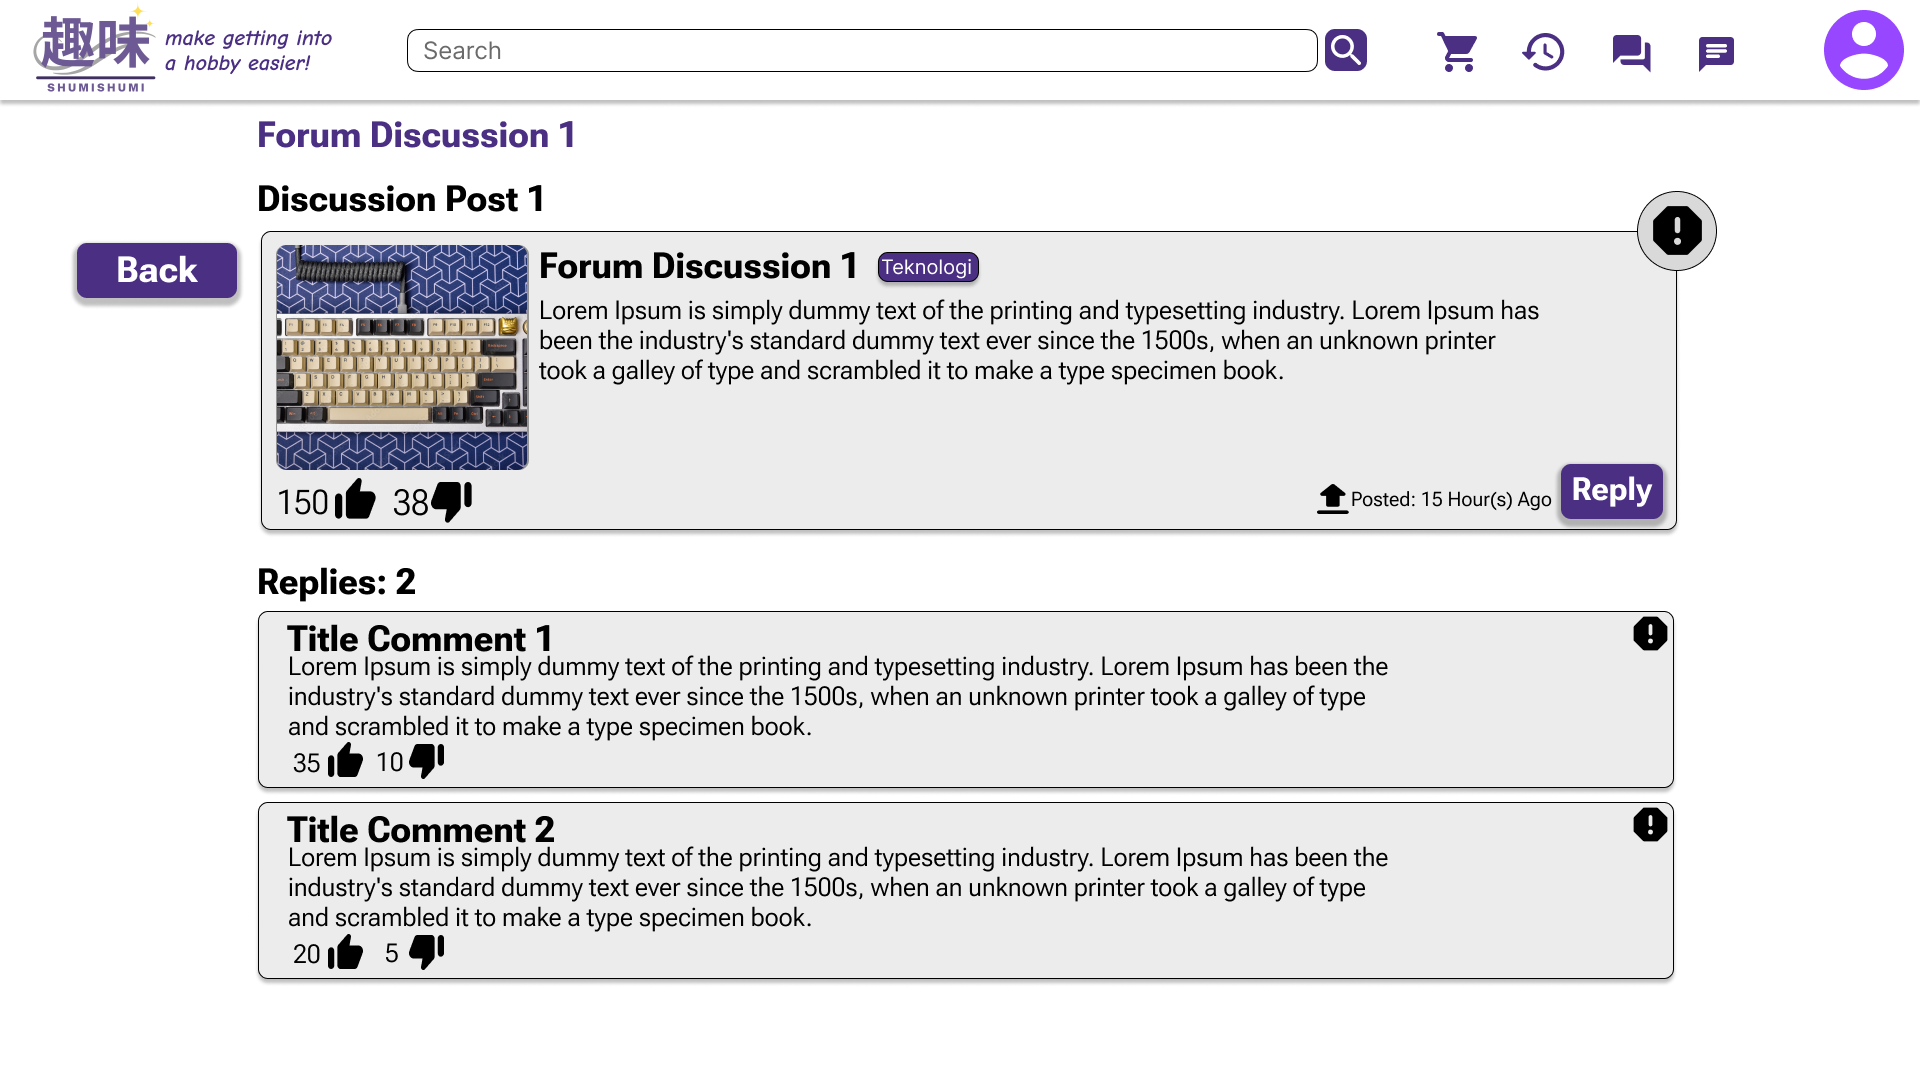 趣味
SHUMISHUMI
make getting into
a hobby easier!
Search
Forum Discussion 1
Discussion Post 1
Back
Forum Discussion 1 Teknologi
Lorem Ipsum is simply dummy text of the printing and typesetting industry. Lorem Ipsum has
been the industry's standard dummy text ever since the 1500s, when an unknown printer
took a galley of type and scrambled it to make a type specimen book.
150 38 Posted: 15 Hour(s) Ago Reply
Replies: 2
Title Comment 1
Lorem Ipsum is simply dummy text of the printing and typesetting industry. Lorem Ipsum has been the
industry's standard dummy text ever since the 1500s, when an unknown printer took a galley of type
and scrambled it to make a type specimen book.
35 10
Title Comment 2
Lorem Ipsum is simply dummy text of the printing and typesetting industry. Lorem Ipsum has been the
industry's standard dummy text ever since the 1500s, when an unknown printer took a galley of type
and scrambled it to make a type specimen book.
20 5